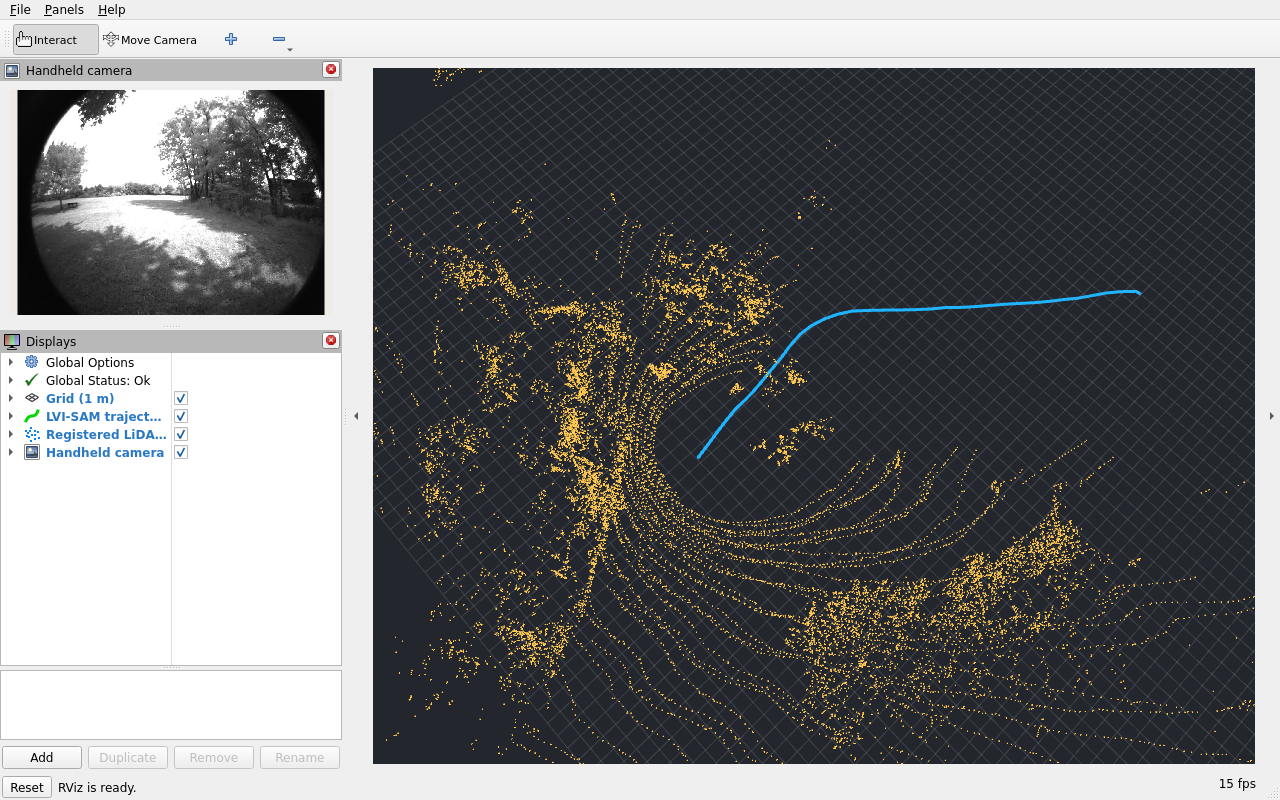 File Panels Help
Interact Move Camera
Handheld camera
Displays
Global Options
Global Status: Ok
Grid (1 m)
LVI-SAM traject...
Registered LiDA...
Handheld camera
Add Duplicate Remove Rename
Reset RViz is ready. 15 fps